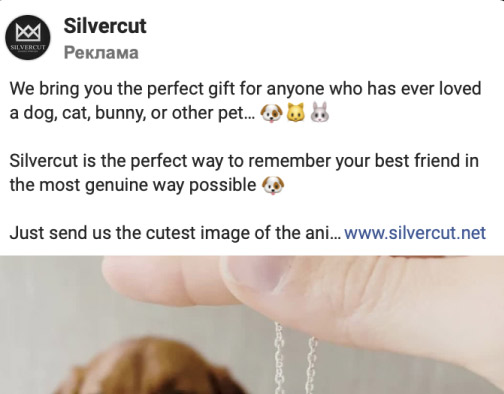 Silvercut
SILVERCUT
Реклама
We bring you the perfect gift for anyone who has ever loved
a dog, cat, bunny, or other pet... 🐶🐱🐰
Silvercut is the perfect way to remember your best friend in
the most genuine way possible 🐶
Just send us the cutest image of the ani... www.silvercut.net